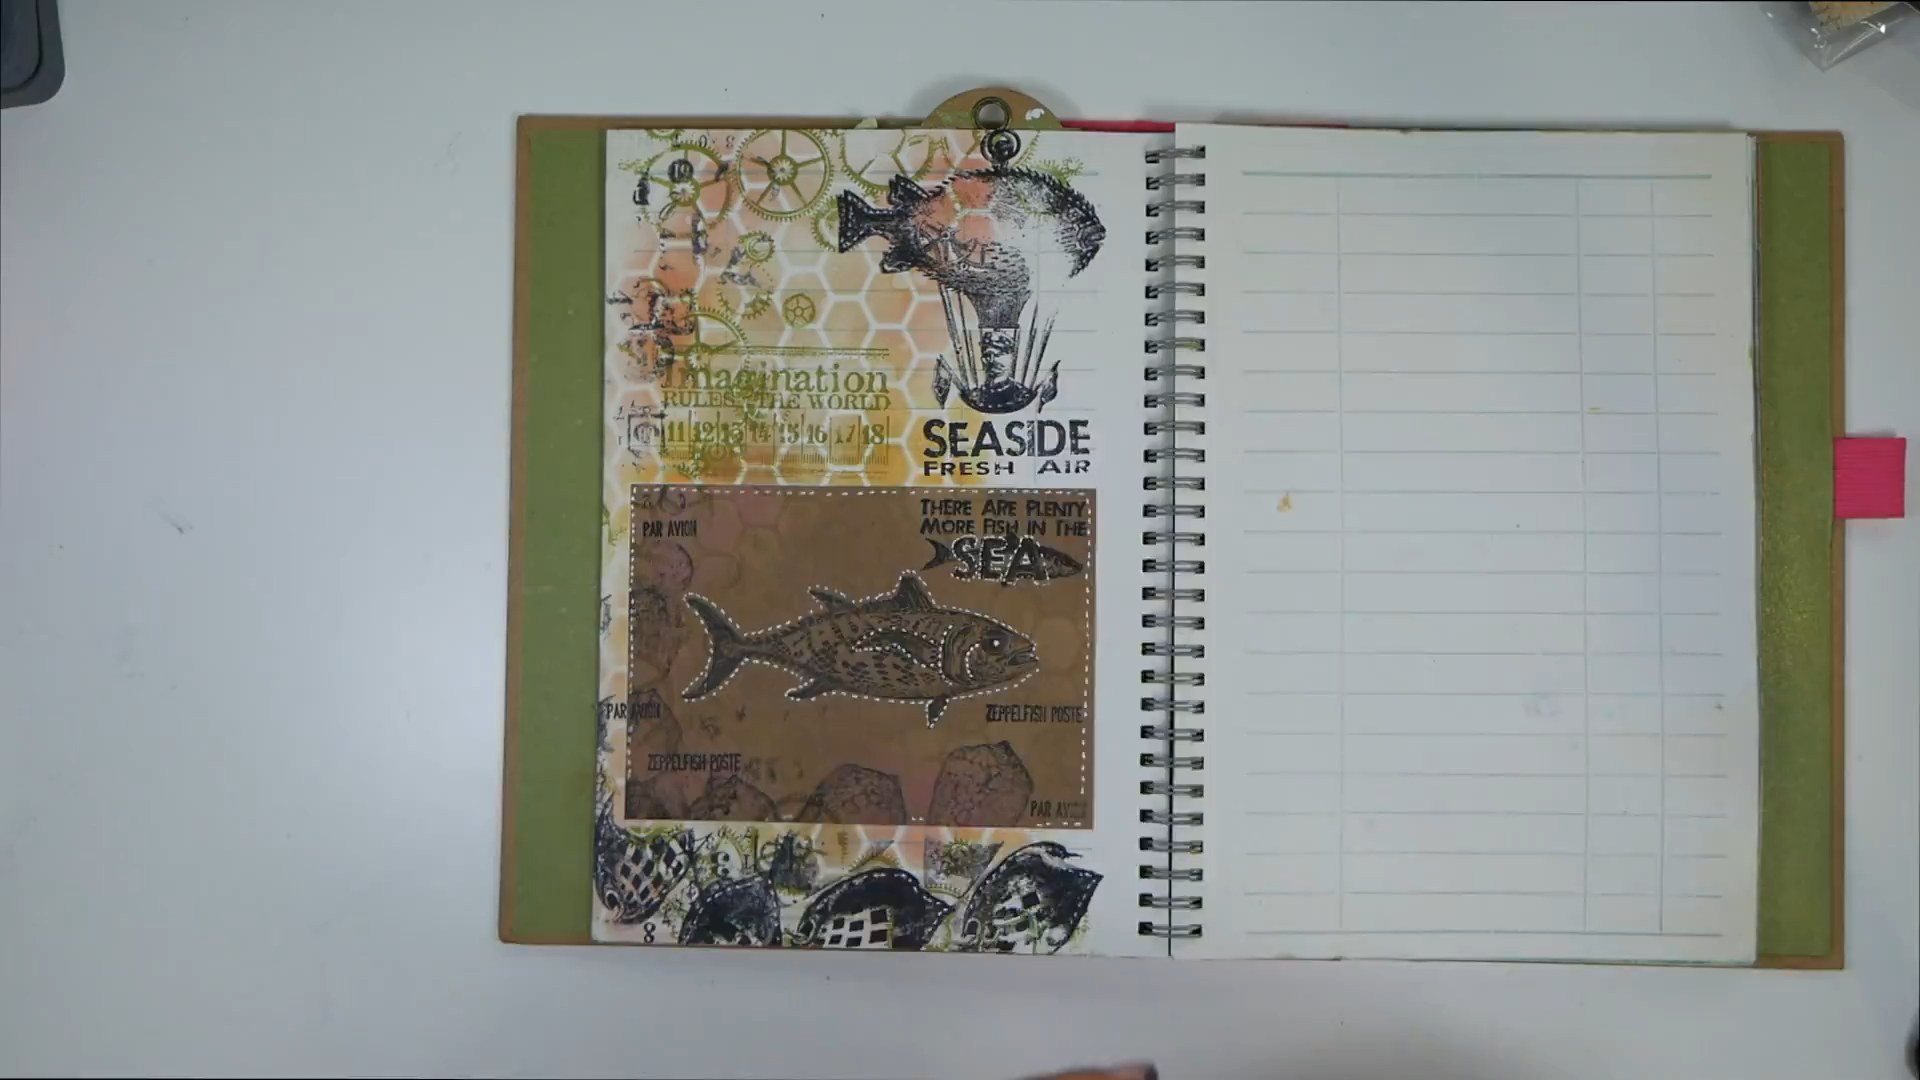 Imagination
RULES THE WORLD
11 12 13 14 15 16 17 18
SEASIDE
FRESH AIR
THERE ARE PLENTY
MORE FISH IN THE
SEA
PAR AVION
PAR AVION
ZEPPELFISH POSTE
ZEPPELFISH POSTE
PAR AVION
8